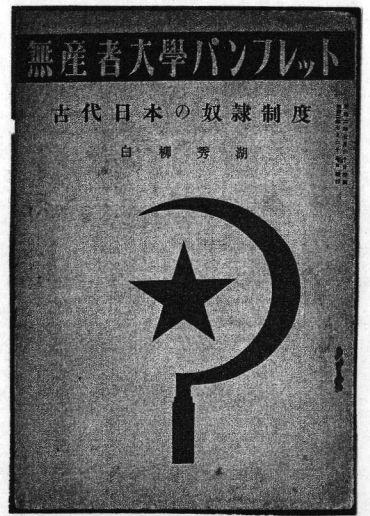 無産者大學パンフレット
古代日本の奴隷制度
白柳秀湖